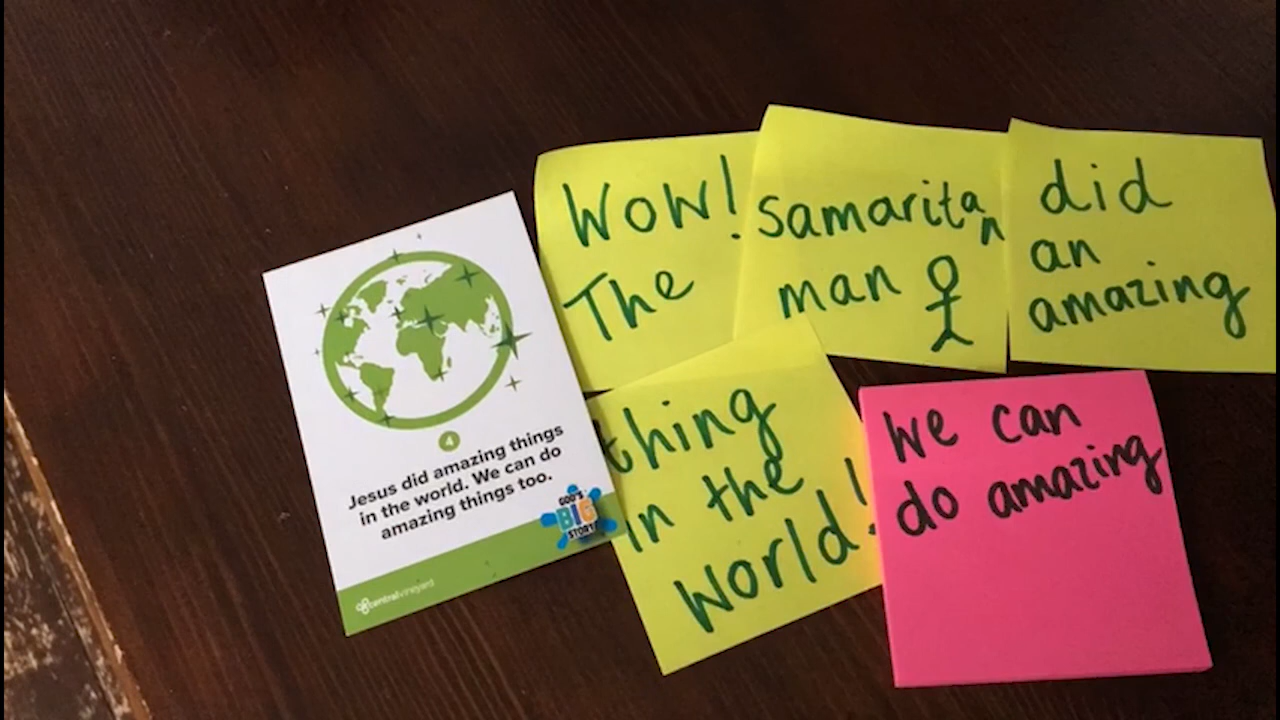 4
Jesus did amazing things
in the world. We can do
amazing things too.
GOD'S
BIG
STORY
centralvineyard
Wow!
The
samaritan
man
did
an
amazing
thing
in the
world!
We can
do amazing